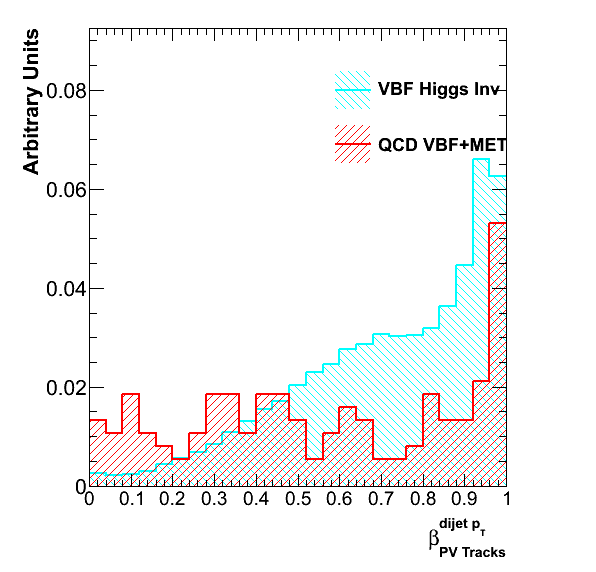 Arbitrary Units
0.08
0.06
0.04
0.02
0
VBF Higgs Inv
QCD VBF+MET
0 0.1 0.2 0.3 0.4 0.5 0.6 0.7 0.8 0.9 1
β dijet p_T
PV Tracks